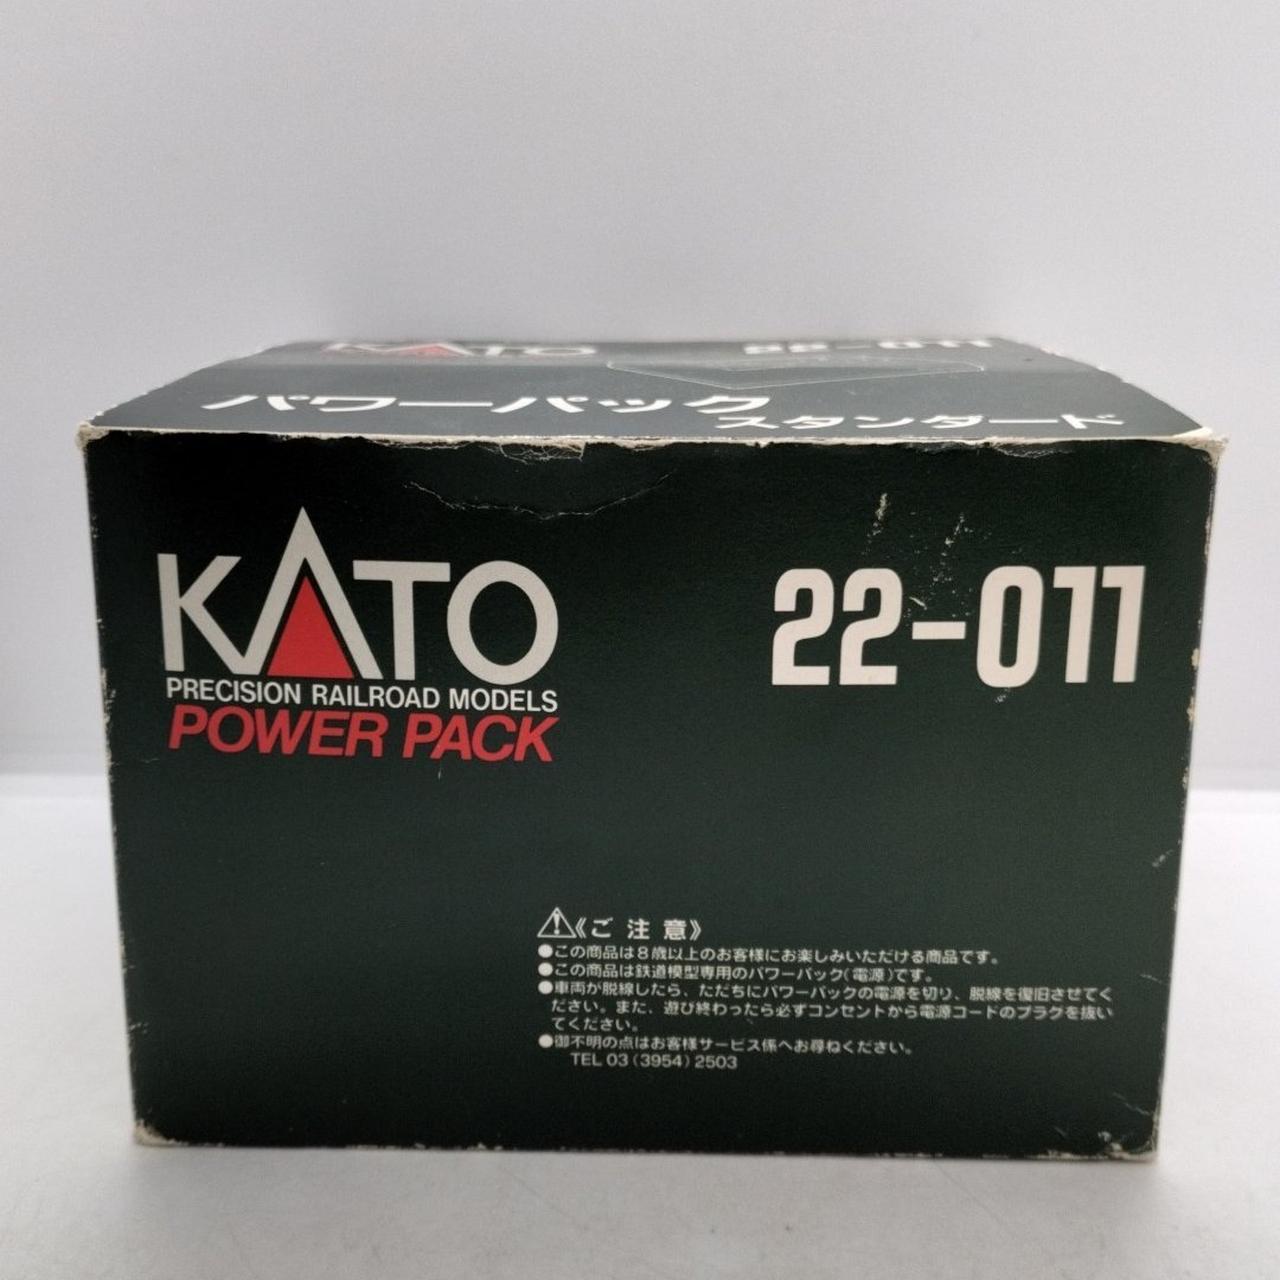 KATO 22-011
パワーパック スタンダード
KATO 22-011
PRECISION RAILROAD MODELS
POWER PACK
⚠《ご注意》
●この商品は8歳以上のお客様にお楽しみいただける商品です。
●この商品は鉄道模型専用のパワーパック(電源)です。
●車両が脱線したら、ただちにパワーパックの電源を切り、脱線を復旧させてく
ださい。また、遊び終わったら必ずコンセントから電源コードのプラグを抜い
てください。
●御不明の点はお客様サービス係へお尋ねください。
TEL 03(3954)2503